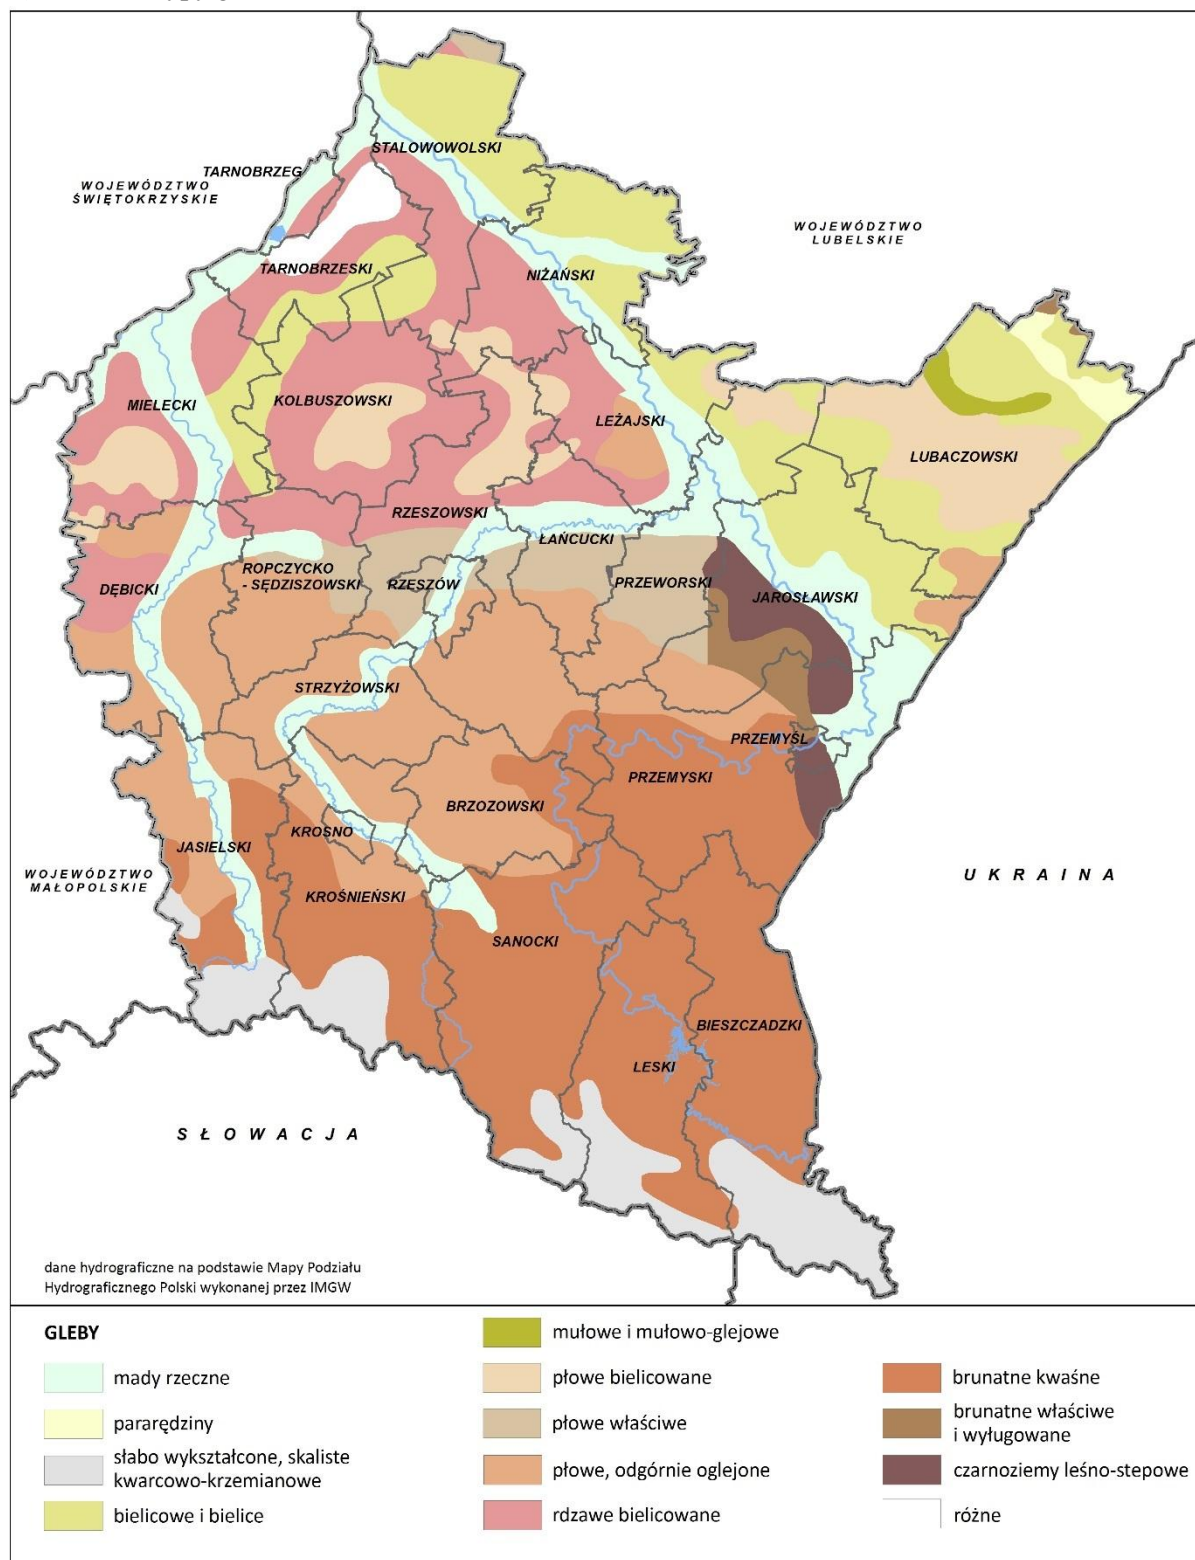 STALOWOWOLSKI
TARNOBRZEG
WOJEWÓDZTWO
ŚWIĘTOKRZYSKIE
WOJEWÓDZTWO
LUBELSKIE
TARNOBRZESKI
NIŻAŃSKI
MIELECKI
KOLBUSZOWSKI
LEŻAJSKI
LUBACZOWSKI
RZESZOWSKI
ŁAŃCUCKI
ROPCZYCKO
- SĘDZISZOWSKI
RZESZÓW
PRZEWORSKI
DĘBICKI
JAROSŁAWSKI
STRZYŻOWSKI
PRZEMYŚL
PRZEMYSKI
BRZOZOWSKI
KROSNO
JASIELSKI
WOJEWÓDZTWO
MAŁOPOLSKIE
UKRAINA
KROŚNIEŃSKI
SANOCKI
BIESZCZADZKI
LESKI
SŁOWACJA
dane hydrograficzne na podstawie Mapy Podziału
Hydrograficznego Polski wykonanej przez IMGW
GLEBY
mady rzeczne
pararędziny
słabo wykształcone, skaliste
kwarcowo-krzemianowe
bielicowe i bielice
mułowe i mułowo-glejowe
płowe bielicowane
płowe właściwe
płowe, odgórnie oglejone
rdzawe bielicowane
brunatne kwaśne
brunatne właściwe
i wyługowane
czarnoziemy leśno-stepowe
różne